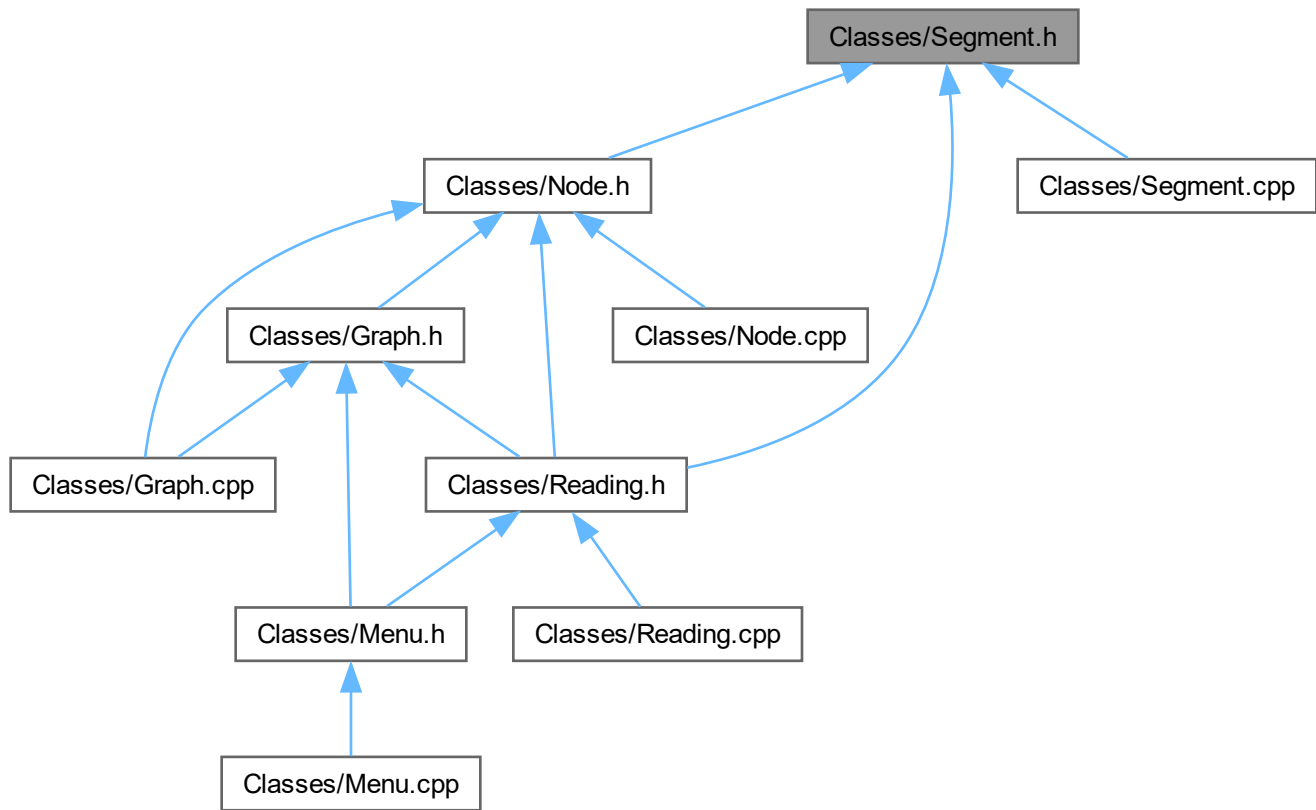 Classes/Segment.h
Classes/Node.h
Classes/Segment.cpp
Classes/Graph.h
Classes/Node.cpp
Classes/Graph.cpp
Classes/Reading.h
Classes/Menu.h
Classes/Reading.cpp
Classes/Menu.cpp